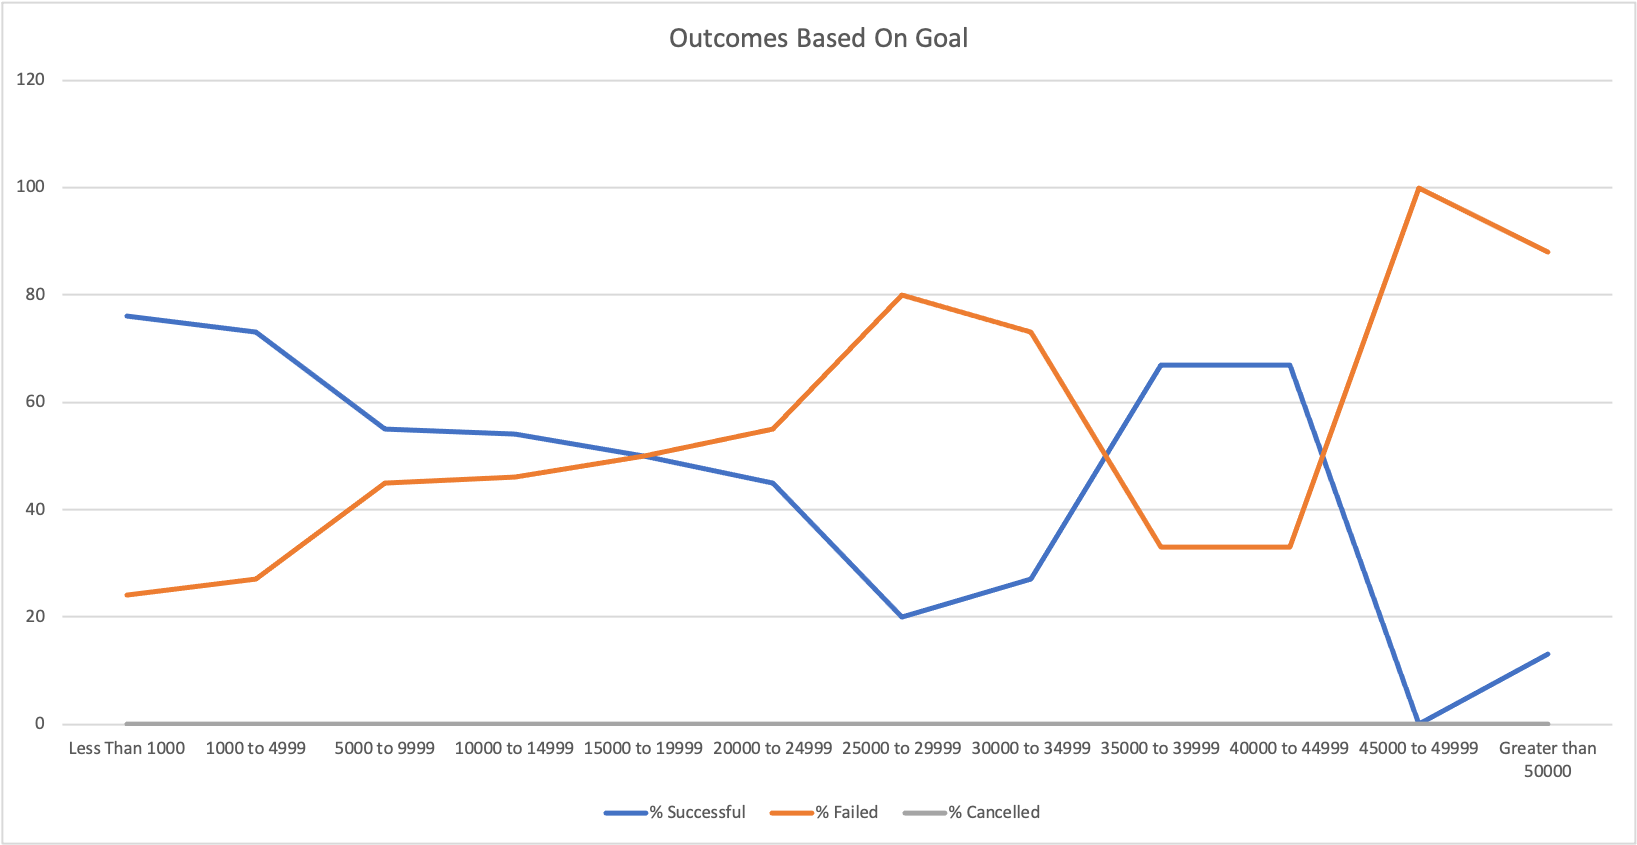 Outcomes Based On Goal
120
100
80
60
40
20
0
Less Than 1000 1000 to 4999 5000 to 9999 10000 to 14999 15000 to 19999 20000 to 24999 25000 to 29999 30000 to 34999 35000 to 39999 40000 to 44999 45000 to 49999 Greater than
50000
% Successful % Failed % Cancelled